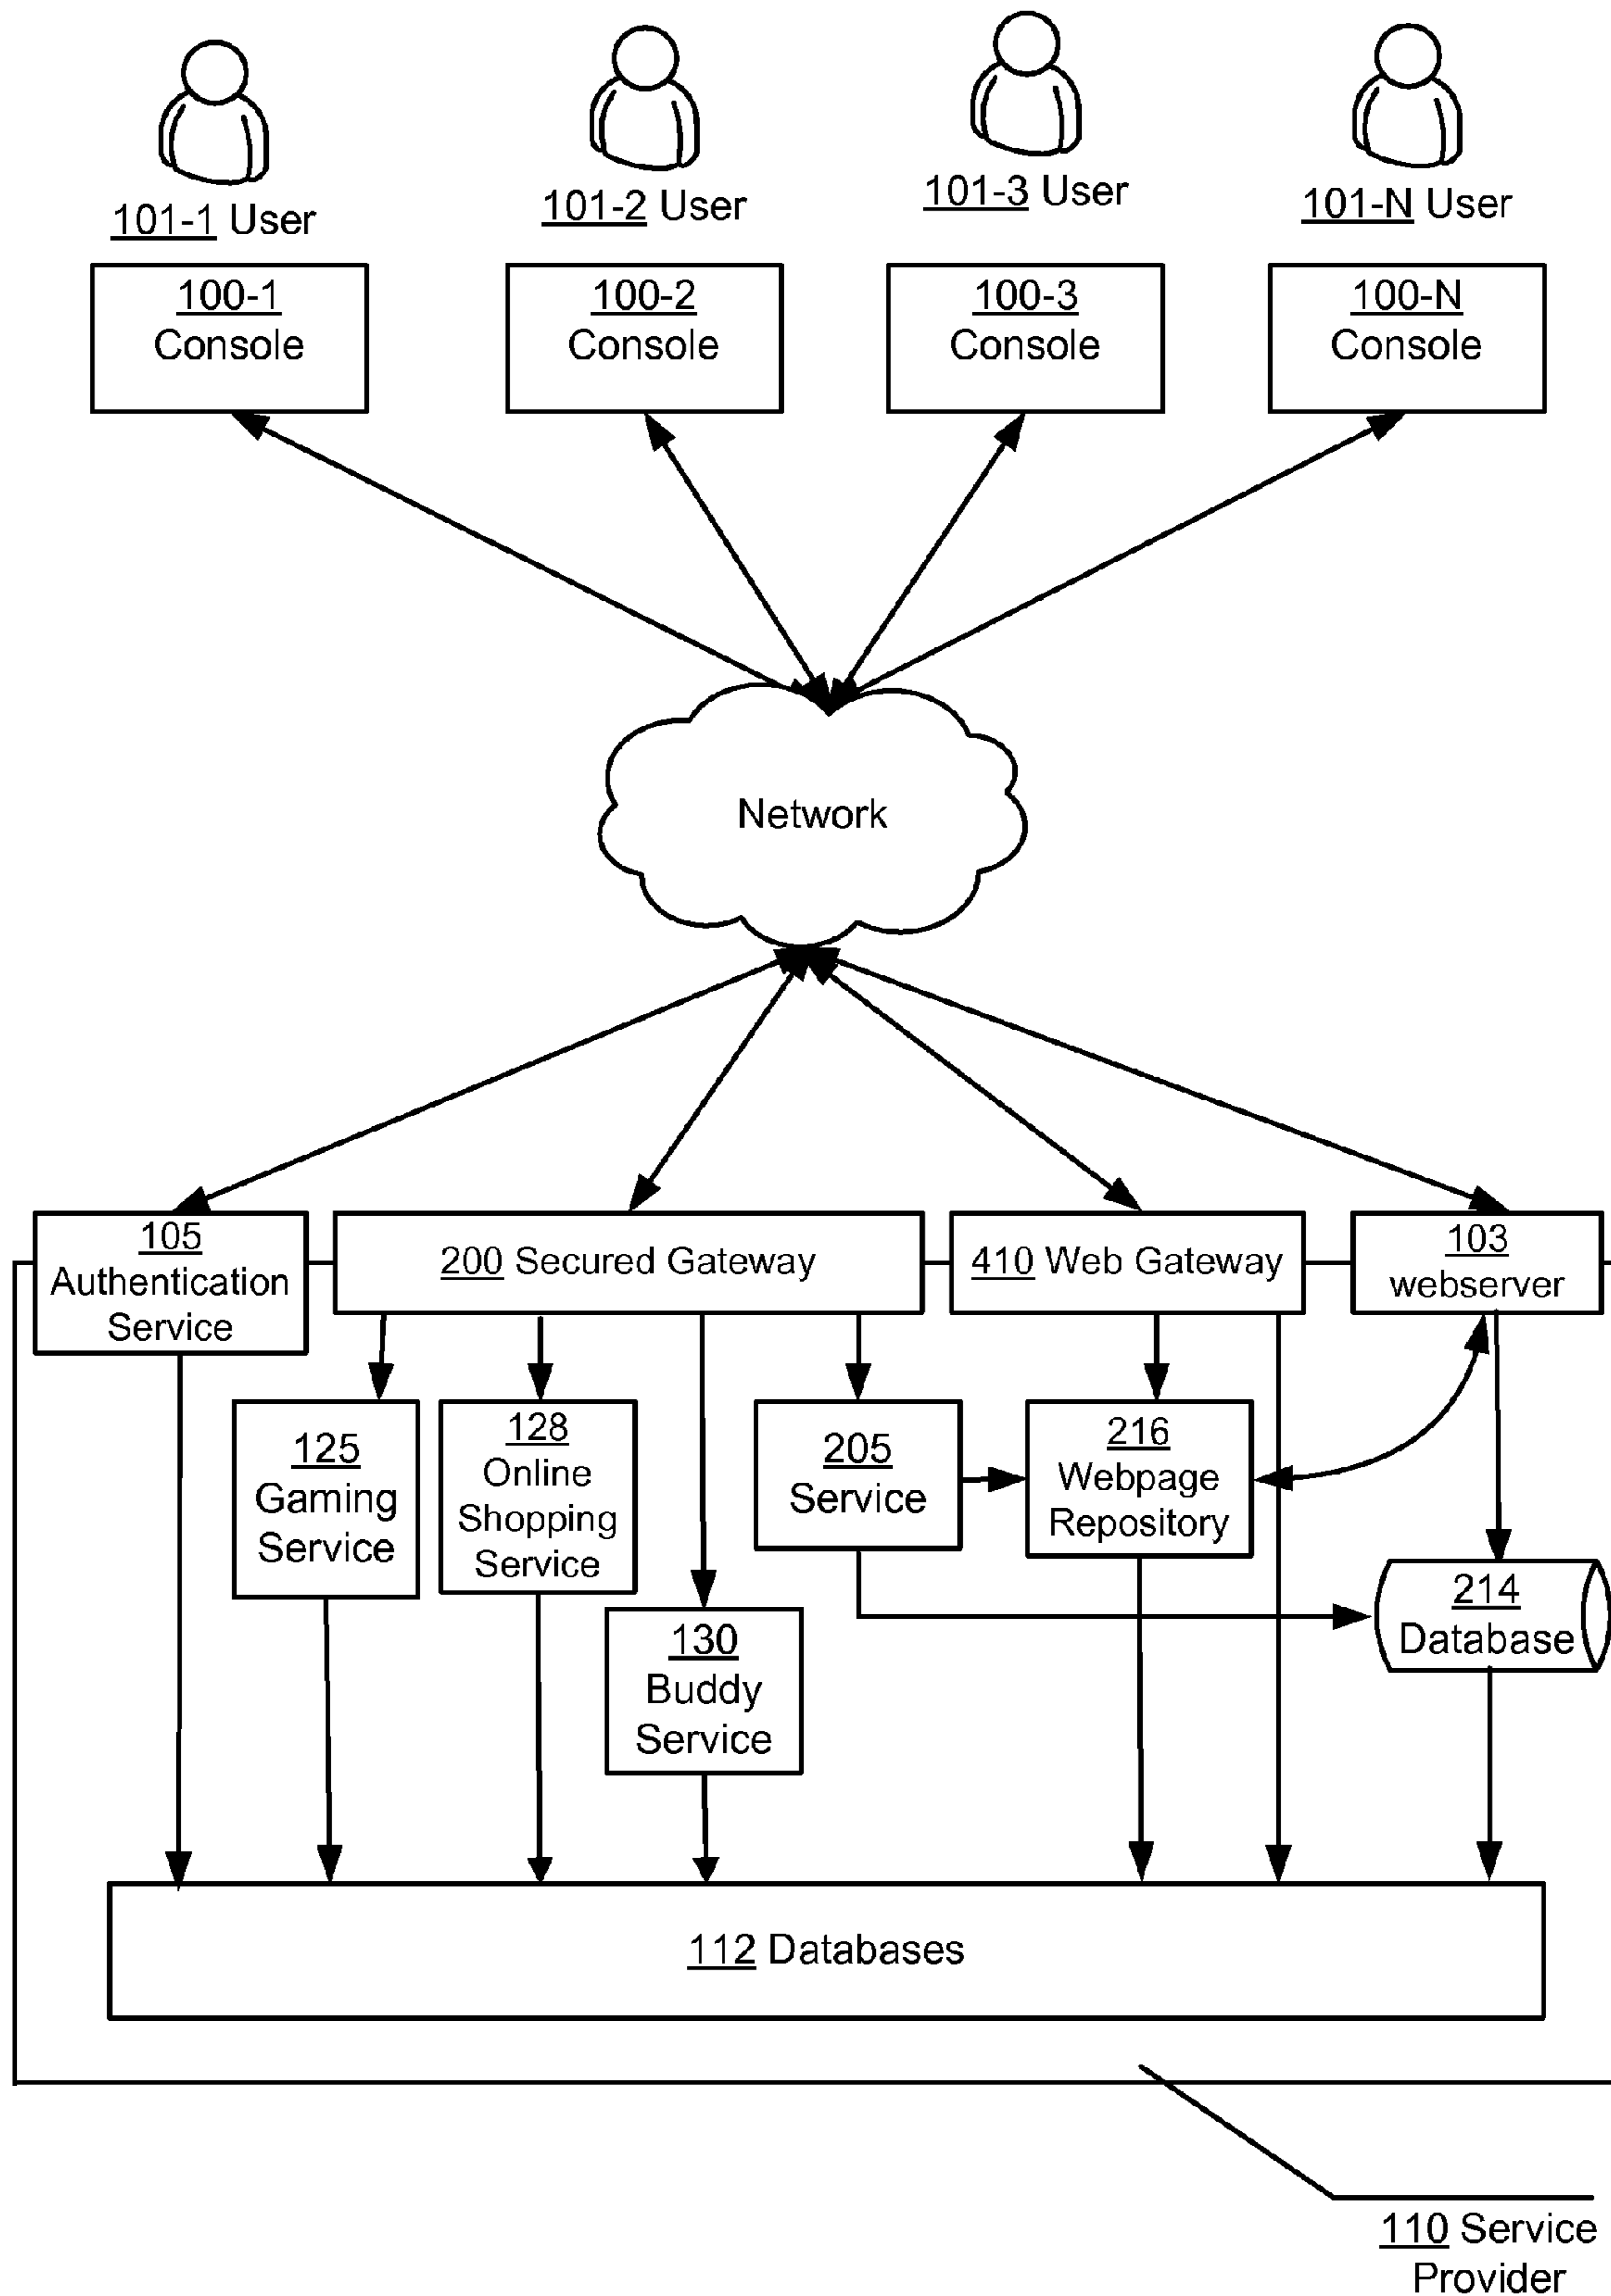 101-1 User
101-2 User
101-3 User
101-N User
100-1
Console
100-2
Console
100-3
Console
100-N
Console
Network
105
Authentication
Service
200 Secured Gateway
410 Web Gateway
103
webserver
125
Gaming
Service
128
Online
Shopping
Service
130
Buddy
Service
205
Service
216
Webpage
Repository
214
Database
112 Databases
110 Service
Provider